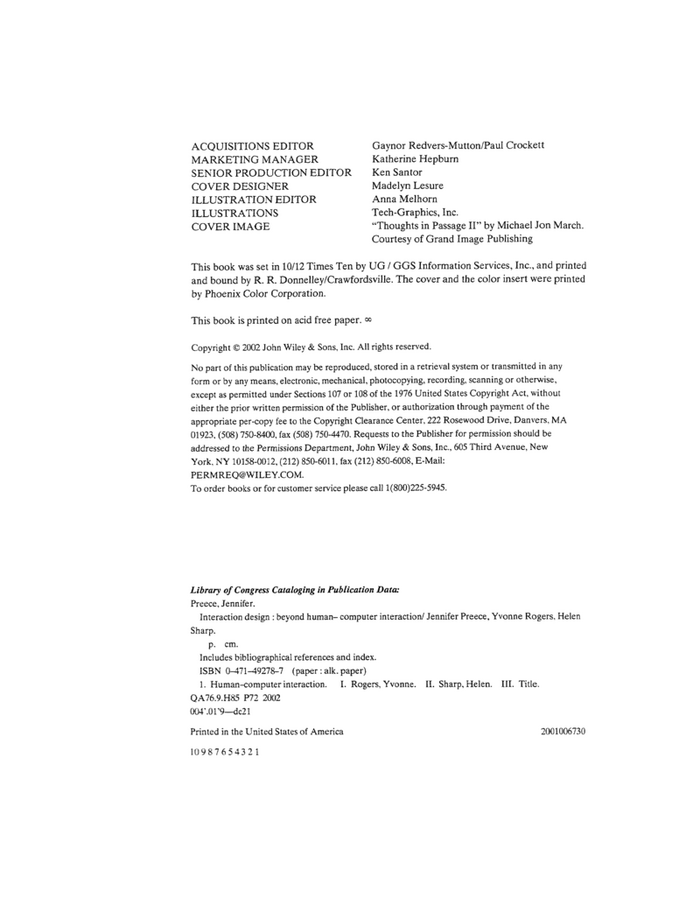 ACQUISITIONS EDITOR Gaynor Redvers-Mutton/Paul Crockett
MARKETING MANAGER Katherine Hepburn
SENIOR PRODUCTION EDITOR Ken Santor
COVER DESIGNER Madelyn Lesure
ILLUSTRATION EDITOR Anna Melhorn
ILLUSTRATIONS Tech-Graphics, Inc.
COVER IMAGE “Thoughts in Passage II” by Michael Jon March.
Courtesy of Grand Image Publishing
This book was set in 10/12 Times Ten by UG / GGS Information Services, Inc., and printed
and bound by R. R. Donnelley/Crawfordsville. The cover and the color insert were printed
by Phoenix Color Corporation.
This book is printed on acid free paper. ∞
Copyright © 2002 John Wiley & Sons, Inc. All rights reserved.
No part of this publication may be reproduced, stored in a retrieval system or transmitted in any
form or by any means, electronic, mechanical, photocopying, recording, scanning or otherwise,
except as permitted under Sections 107 or 108 of the 1976 United States Copyright Act, without
either the prior written permission of the Publisher, or authorization through payment of the
appropriate per-copy fee to the Copyright Clearance Center, 222 Rosewood Drive, Danvers, MA
01923, (508) 750-8400, fax (508) 750-4470. Requests to the Publisher for permission should be
addressed to the Permissions Department, John Wiley & Sons, Inc., 605 Third Avenue, New
York, NY 10158-0012, (212) 850-6011, fax (212) 850-6008, E-Mail:
PERMREQ@WILEY.COM.
To order books or for customer service please call 1(800)225-5945.
Library of Congress Cataloging in Publication Data:
Preece, Jennifer.
Interaction design : beyond human– computer interaction/ Jennifer Preece, Yvonne Rogers, Helen
Sharp.
p. cm.
Includes bibliographical references and index.
ISBN 0–471–49278–7 (paper : alk. paper)
1. Human-computer interaction. I. Rogers, Yvonne. II. Sharp, Helen. III. Title.
QA76.9.H85 P72 2002
004'.01'9—dc21
Printed in the United States of America 2001006730
10 9 8 7 6 5 4 3 2 1